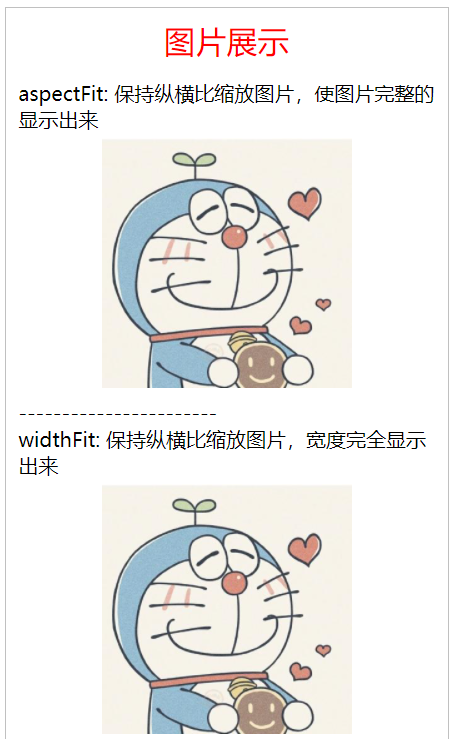 图片展示
aspectFit: 保持纵横比缩放图片，使图片完整的
显示出来
-----------------------
widthFit: 保持纵横比缩放图片，宽度完全显示
出来